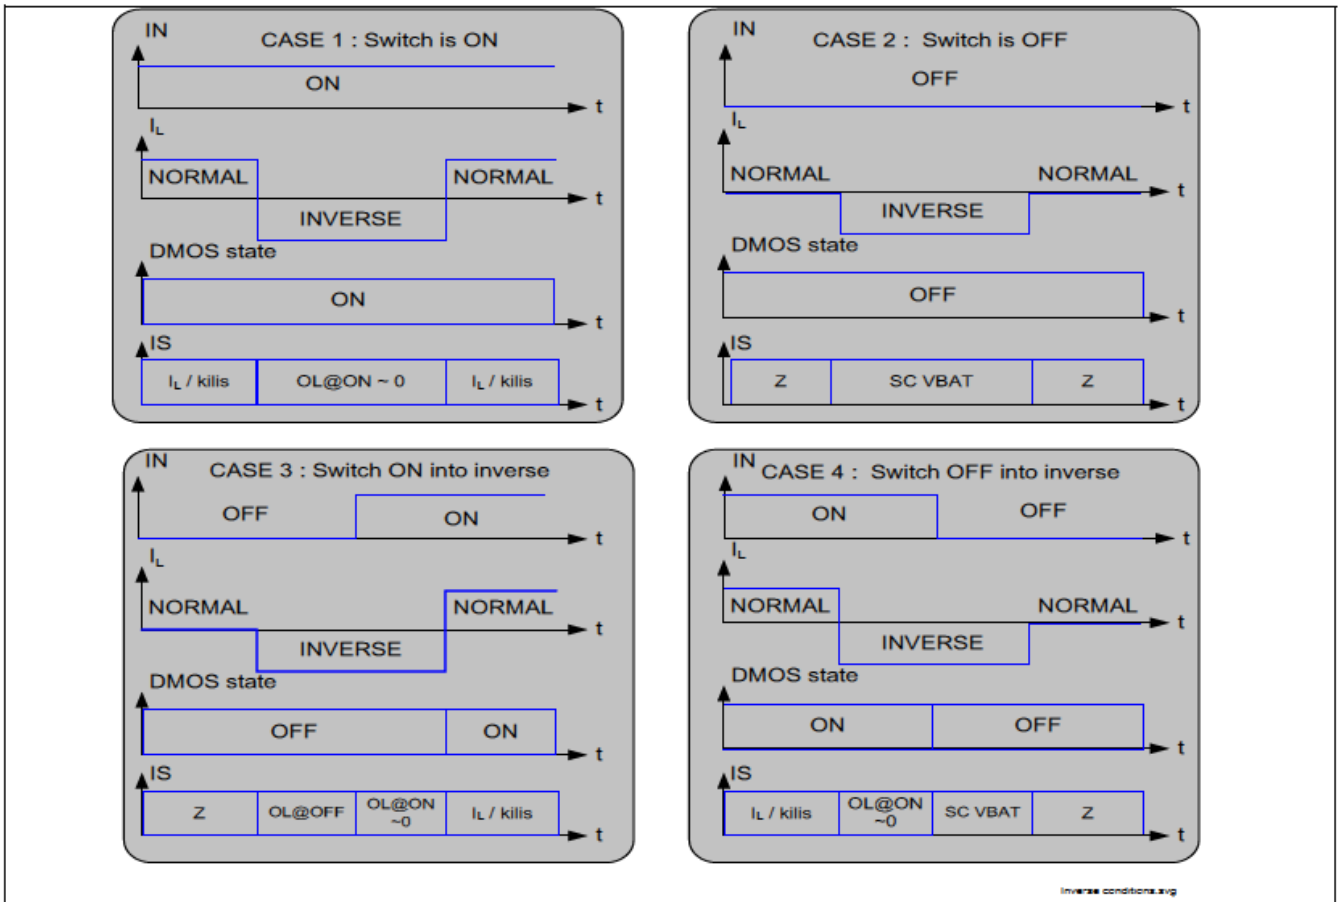 IN
CASE 1 : Switch is ON
ON
t
IL
NORMAL
NORMAL
t
INVERSE
DMOS state
ON
t
IS
IL / kilis
OL@ON ~ 0
IL / kilis
t
IN
CASE 2 : Switch is OFF
OFF
t
IL
NORMAL
NORMAL
t
INVERSE
DMOS state
OFF
t
IS
Z
SC VBAT
Z
t
IN
CASE 3 : Switch ON into inverse
OFF
ON
t
IL
NORMAL
NORMAL
t
INVERSE
DMOS state
OFF
ON
t
IS
Z
OL@OFF
OL@ON
~0
IL / kilis
t
IN
CASE 4 : Switch OFF into inverse
ON
OFF
t
IL
NORMAL
NORMAL
t
INVERSE
DMOS state
ON
OFF
t
IS
IL / kilis
OL@ON
~0
SC VBAT
Z
t
Inverse conditions.svg